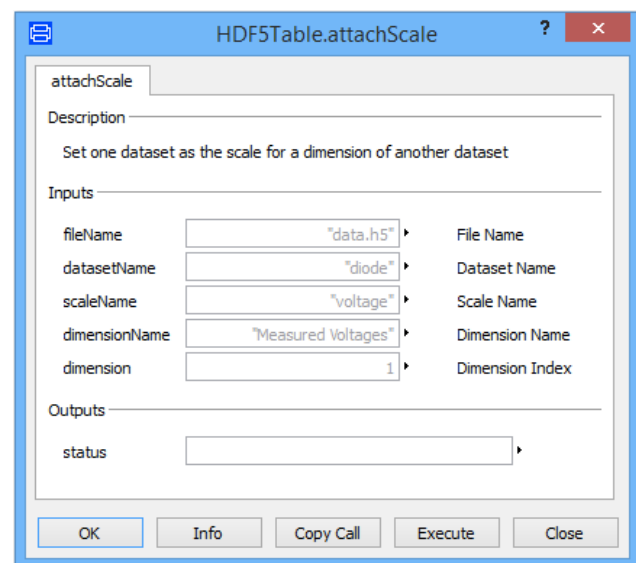 HDF5Table.attachScale ? ×
attachScale
Description
Set one dataset as the scale for a dimension of another dataset
Inputs
fileName "data.h5" File Name
datasetName "diode" Dataset Name
scaleName "voltage" Scale Name
dimensionName "Measured Voltages" Dimension Name
dimension 1 Dimension Index
Outputs
status
OK Info Copy Call Execute Close